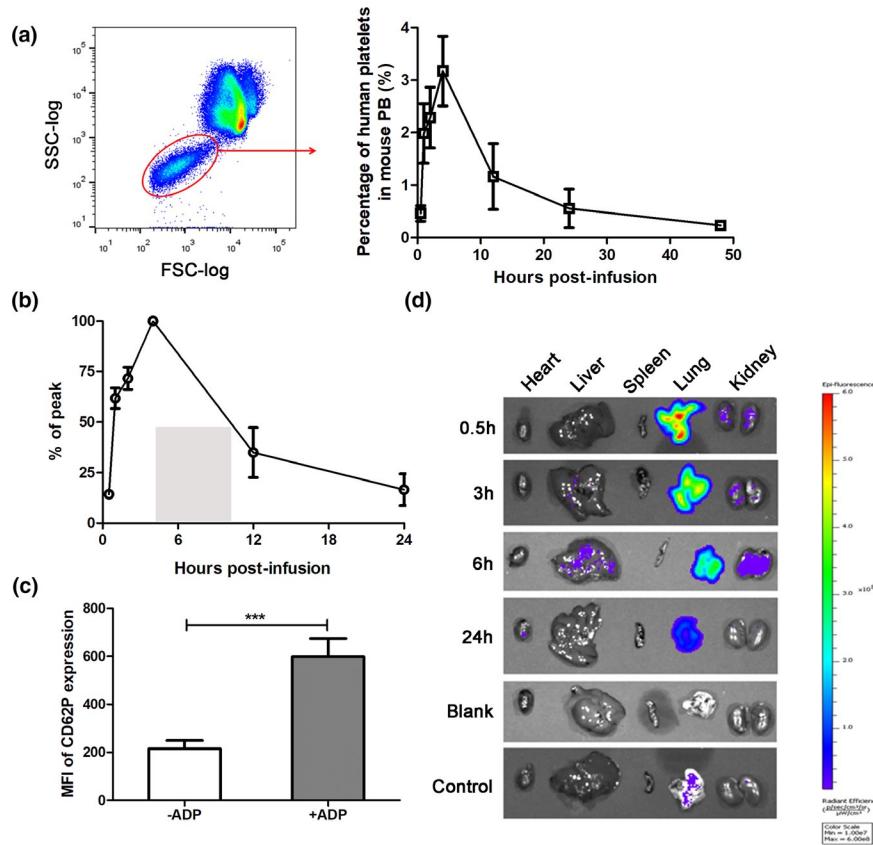 (a)
SSC-log
10⁵
10⁴
10³
10²
10¹
10¹ 10² 10³ 10⁴ 10⁵
FSC-log
Percentage of human platelets
in mouse PB (%)
4
3
2
1
0
0 10 20 30 40 50
Hours post-infusion
(b)
% of peak
100
75
50
25
0
0 6 12 24
Hours post-infusion
(c)
MFI of CD62P expression
800
600
400
200
0
***
-ADP +ADP
(d)
Heart Liver Spleen Lung Kidney
0.5h
3h
6h
24h
Blank
Control
Epi-fluorescence
6.0
5.0
4.0
3.0
2.0
1.0
Color Scale
Min = 1.00e7
Max = 6.00e8